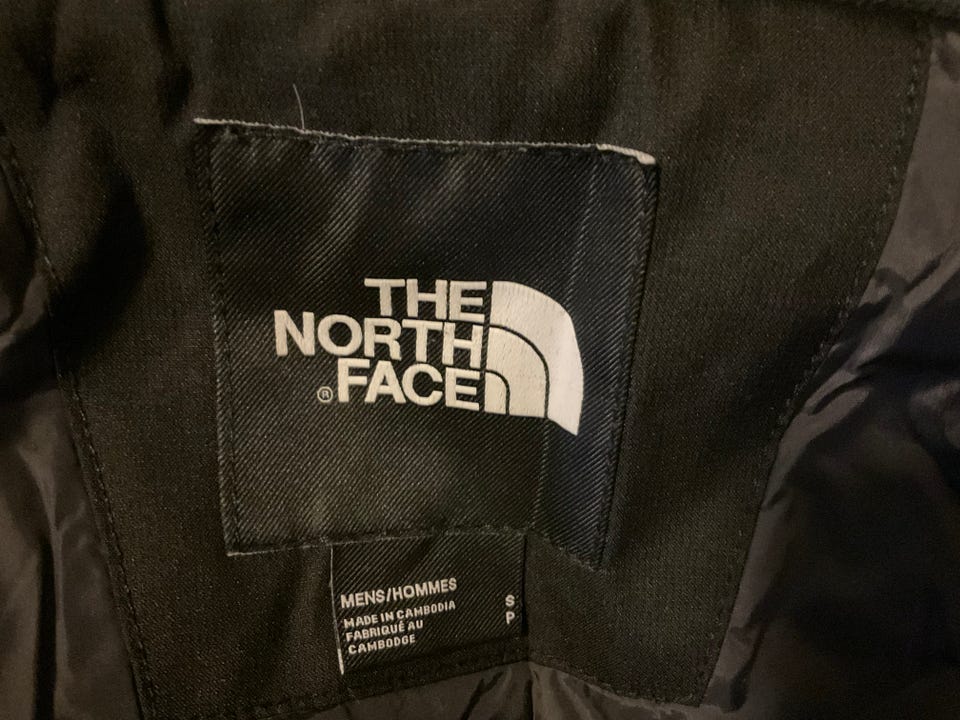 THE
NORTH
® FACE
MENS/HOMMES
MADE IN CAMBODIA
FABRIQUÉ AU
CAMBODGE
S
P